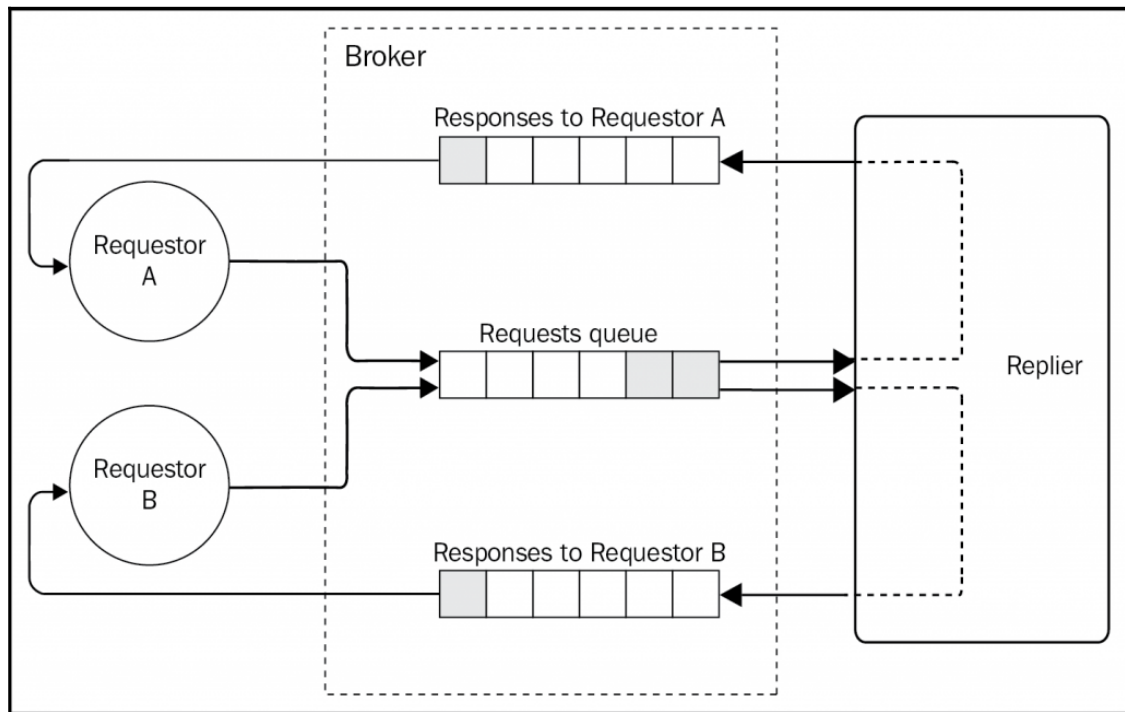 Broker
Responses to Requestor A
Requestor
A
Requests queue
Replier
Requestor
B
Responses to Requestor B